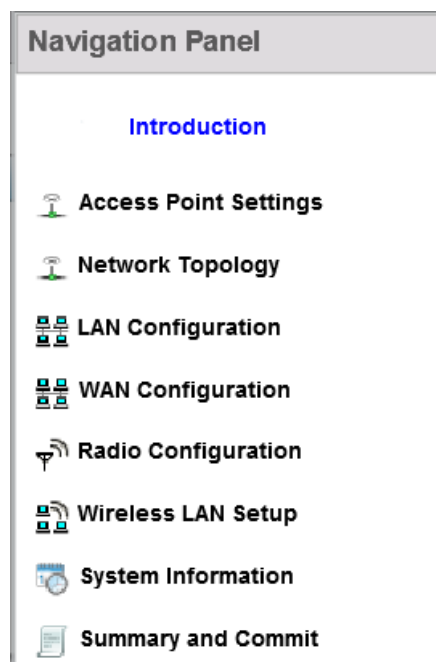 Navigation Panel
Introduction
Access Point Settings
Network Topology
LAN Configuration
WAN Configuration
Radio Configuration
Wireless LAN Setup
System Information
Summary and Commit